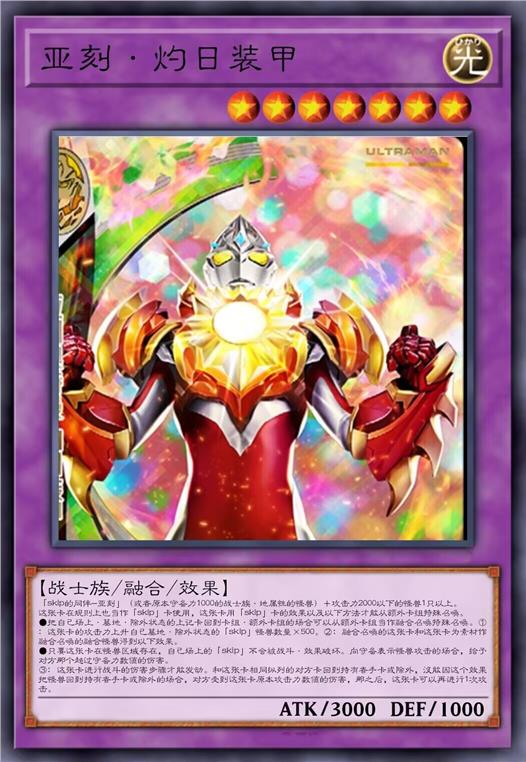 亚刻·灼日装甲
光
ULTRAMAN
【战士族/融合/效果】
「skip的同伴-亚刻」（或者原本守备力1000的战士族·地属性的怪兽）＋攻击力2000以下的怪兽1只以上。
这张卡在规则上也当作「skip」卡使用，这张卡用「skip」卡的效果以及以下方法才能从额外卡组特殊召唤。
●把自己场上·墓地·除外状态的上记卡回到卡组·额外卡组的场合可以从额外卡组当作融合召唤特殊召唤。①
：这张卡的攻击力上升自己墓地·除外状态的「skip」怪兽数量×500。②：融合召唤的这张卡和这张卡为素材作
融合召唤的融合怪兽得到以下效果。
●只要这张卡在怪兽区域存在，自己场上的「skip」不会被战斗·效果破坏。向守备表示怪兽攻击的场合，给予
对方那个超过守备力数值的伤害。
③：这张卡进行战斗的伤害步骤才能发动。和这张卡相同纵列的对方卡回到持有者手卡或除外，没能因这个效果
把怪兽回到持有者手卡或除外的场合，对方受到这张卡原本攻击力数值的伤害，那之后，这张卡可以再进行1次攻
击。
ATK/3000 DEF/1000